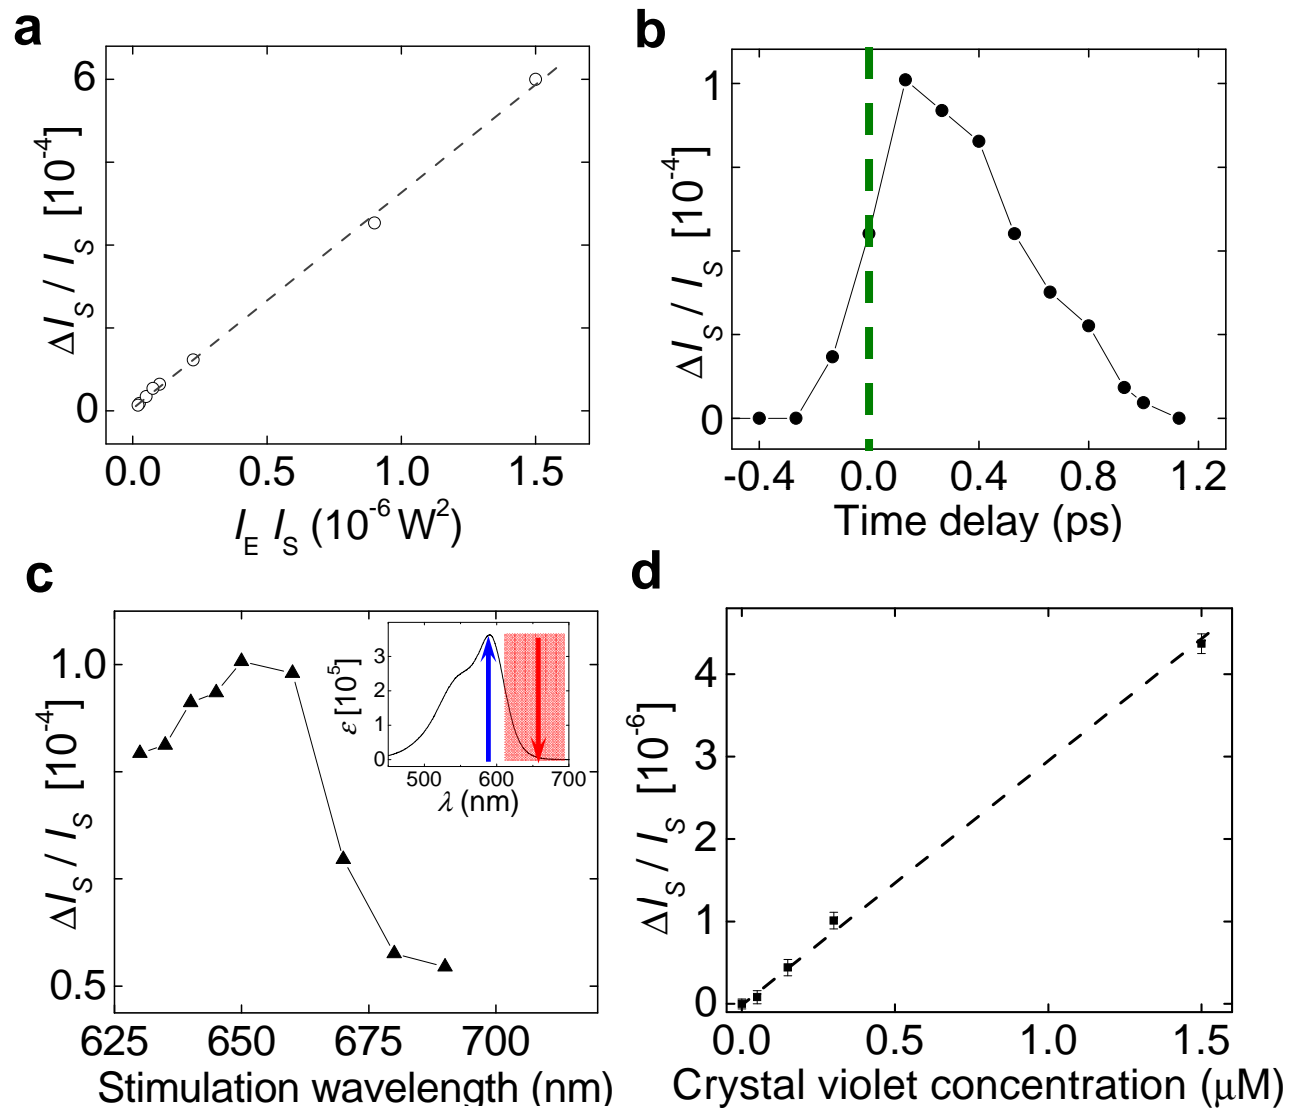 a
6
0
ΔI_S / I_S [10^-4]
0.0 0.5 1.0 1.5
I_E I_S (10^-6 W^2)
b
1
0
ΔI_S / I_S [10^-4]
-0.4 0.0 0.4 0.8 1.2
Time delay (ps)
c
1.0
0.5
ΔI_S / I_S [10^-4]
625 650 675 700
Stimulation wavelength (nm)
3
2
1
0
ε [10^5]
500 600 700
λ (nm)
d
4
3
2
1
0
ΔI_S / I_S [10^-6]
0.0 0.5 1.0 1.5
Crystal violet concentration (μM)